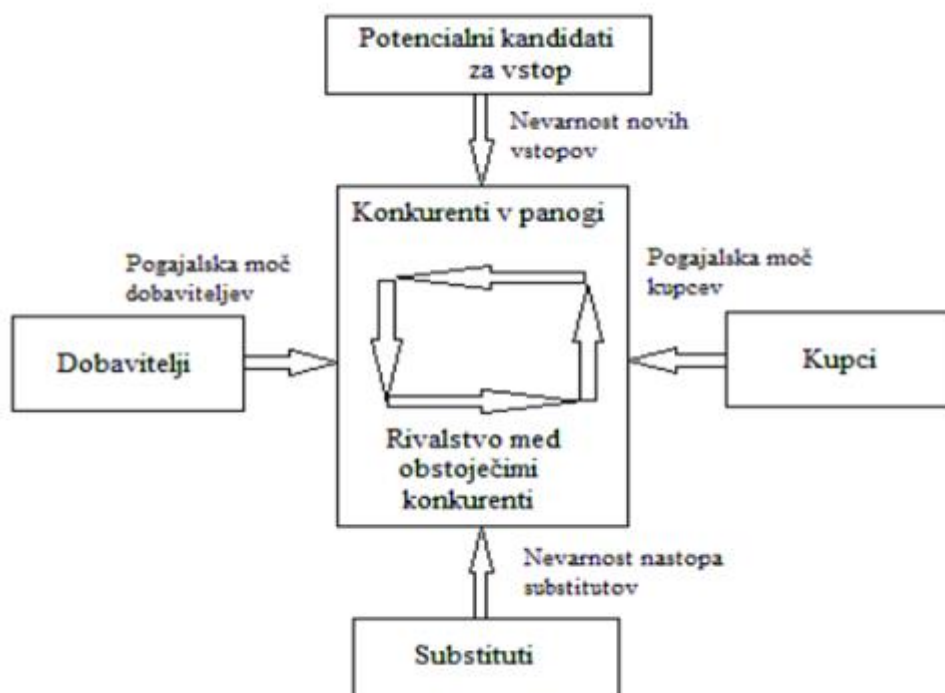 Potencialni kandidati
za vstop
Nevarnost novih
vstopov
Konkurenti v panogi
Pogajalska moč
dobaviteljev
Pogajalska moč
kupcev
Dobavitelji
Kupci
Rivalstvo med
obstoječimi
konkurenti
Nevarnost nastopa
substitutov
Substituti